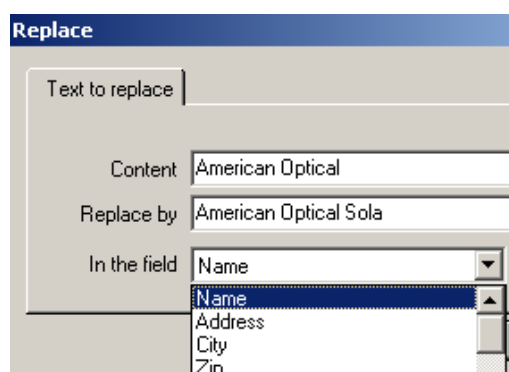 Replace
Text to replace
Content American Optical
Replace by American Optical Sola
In the field Name
Name
Address
City
Zip